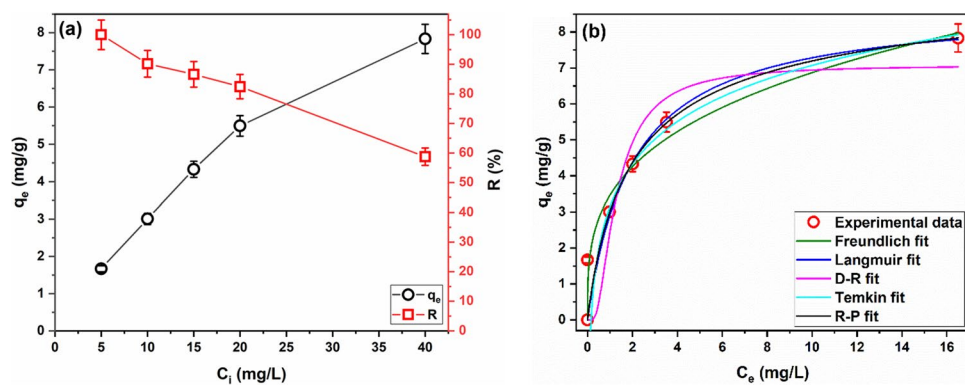 (a)
8
7
6
5
4
3
2
1
0
q_e (mg/g)
100
90
80
70
60
50
40
30
20
10
0
R (%)
q_e
R
0 5 10 15 20 25 30 35 40
C_i (mg/L)
(b)
8
7
6
5
4
3
2
1
0
q_e (mg/g)
Experimental data
Freundlich fit
Langmuir fit
D-R fit
Temkin fit
R-P fit
0 2 4 6 8 10 12 14 16
C_e (mg/L)